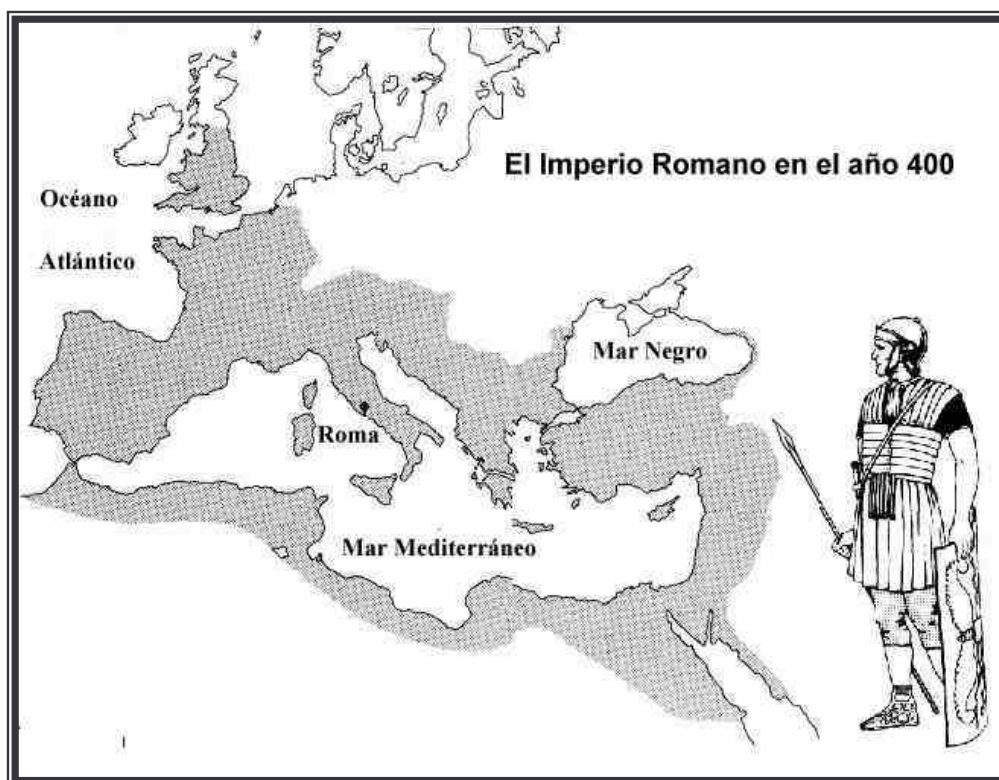 El Imperio Romano en el año 400
Océano
Atlántico
Mar Negro
Roma
Mar Mediterráneo